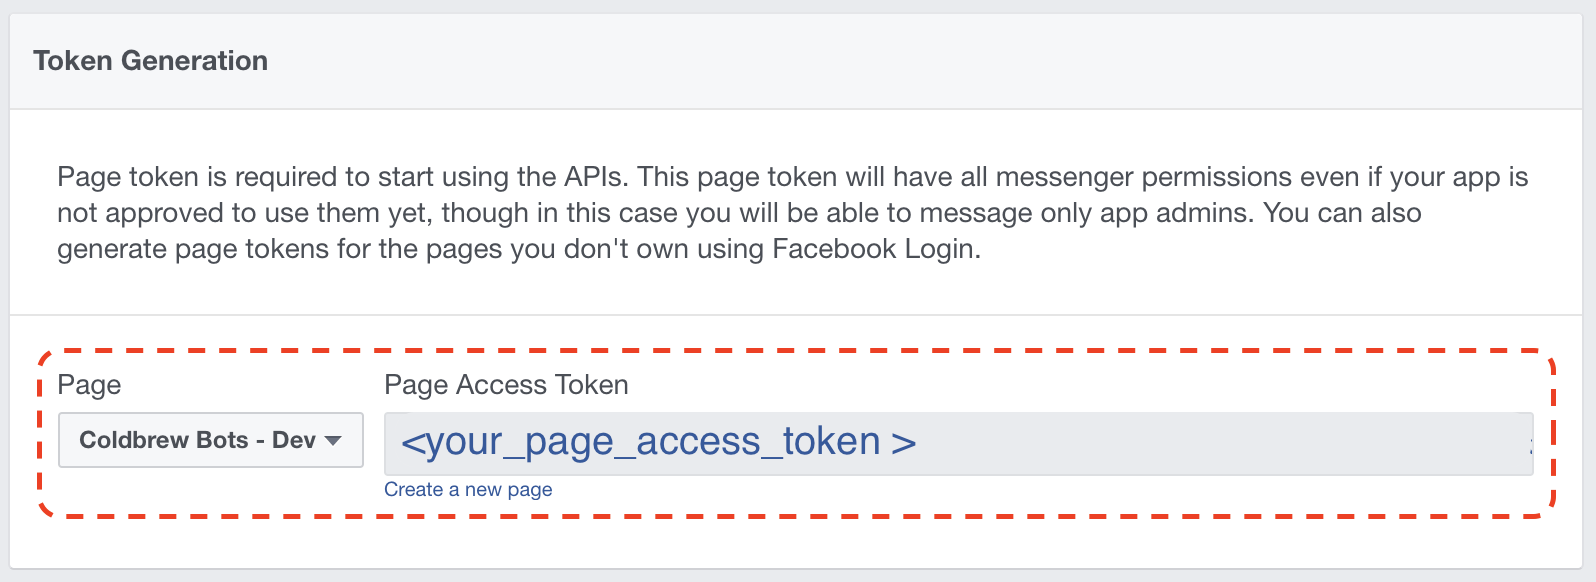 Token Generation
Page token is required to start using the APIs. This page token will have all messenger permissions even if your app is
not approved to use them yet, though in this case you will be able to message only app admins. You can also
generate page tokens for the pages you don't own using Facebook Login.
Page
Page Access Token
Coldbrew Bots - Dev
<your_page_access_token >
Create a new page